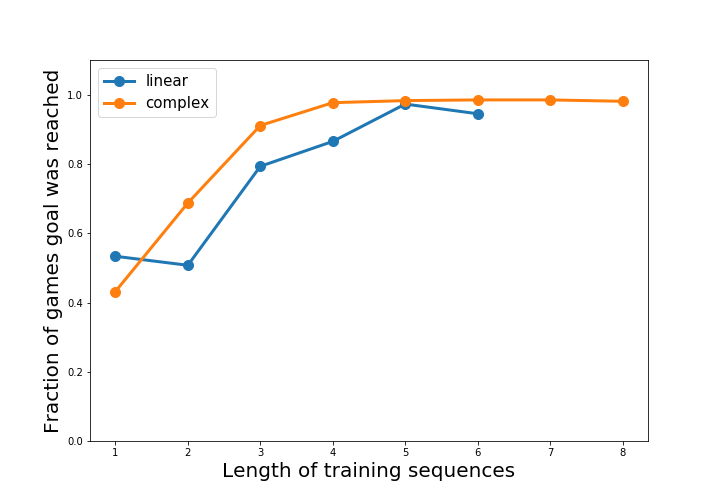 linear
complex
Fraction of games goal was reached
1.0
0.8
0.6
0.4
0.2
0.0
1 2 3 4 5 6 7 8
Length of training sequences